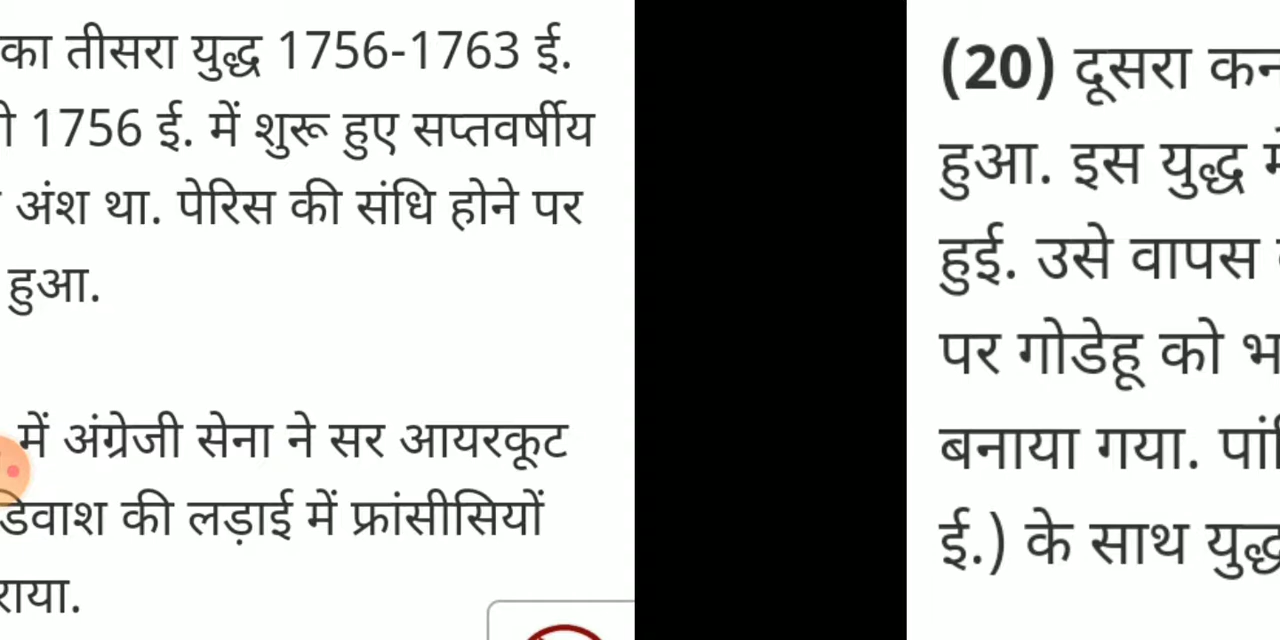 का तीसरा युद्ध 1756-1763 ई.
1756 ई. में शुरू हुए सप्तवर्षीय
अंश था. पेरिस की संधि होने पर
हुआ.
में अंग्रेजी सेना ने सर आयरकूट
डिवाश की लड़ाई में फ्रांसीसियों
राया.
(20) दूसरा
हुआ. इस युद्ध
हुई. उसे वापस
पर गोडेहू को
बनाया गया.
ई.) के साथ युद्ध